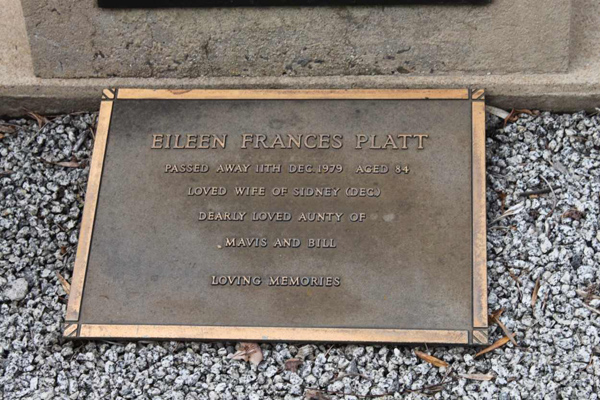 EILEEN FRANCES PLATT
PASSED AWAY 11TH DEC. 1979 AGED 84
LOVED WIFE OF SIDNEY (DEC.)
DEARLY LOVED AUNTY OF
MAVIS AND BILL
LOVING MEMORIES